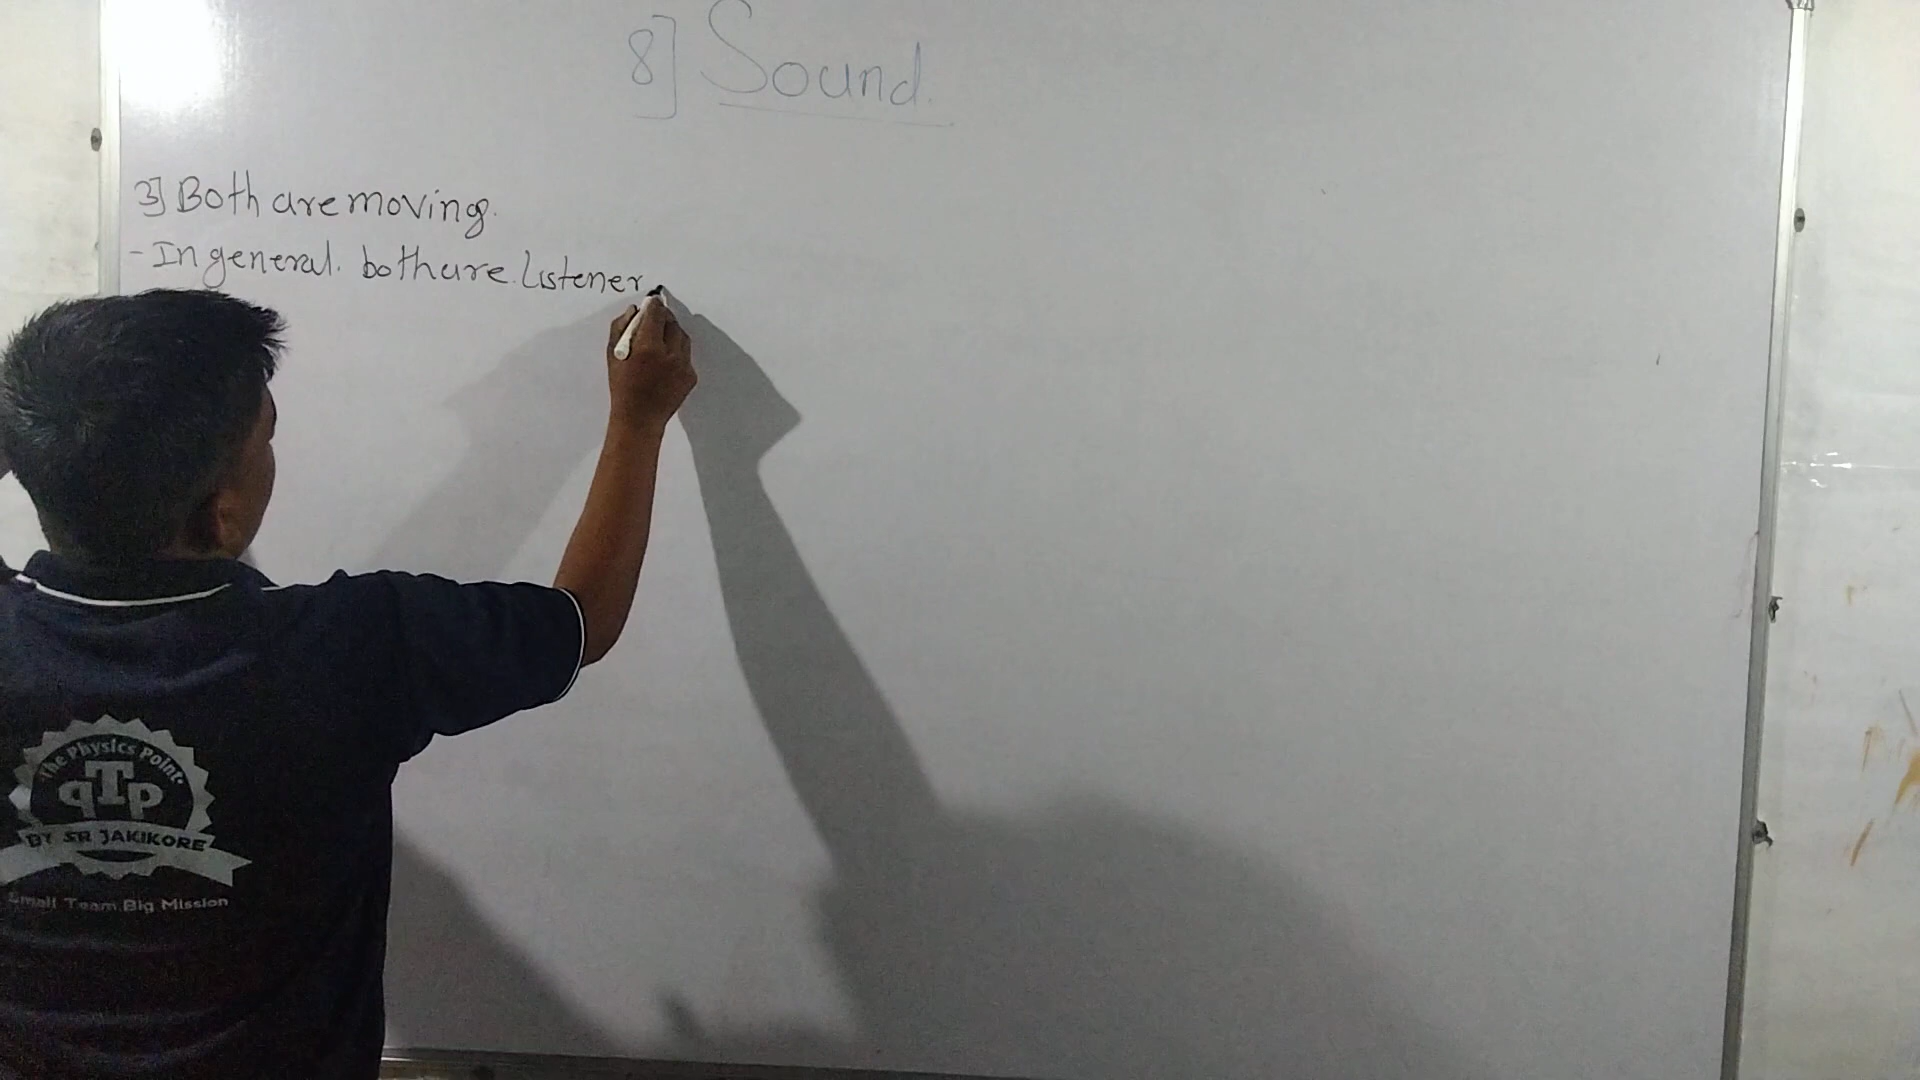 8] Sound.
3] Both are moving.
- In general. both are. Listener
The Physics Point
qTp
BY SR JAKIKORE
Small Team Big Mission